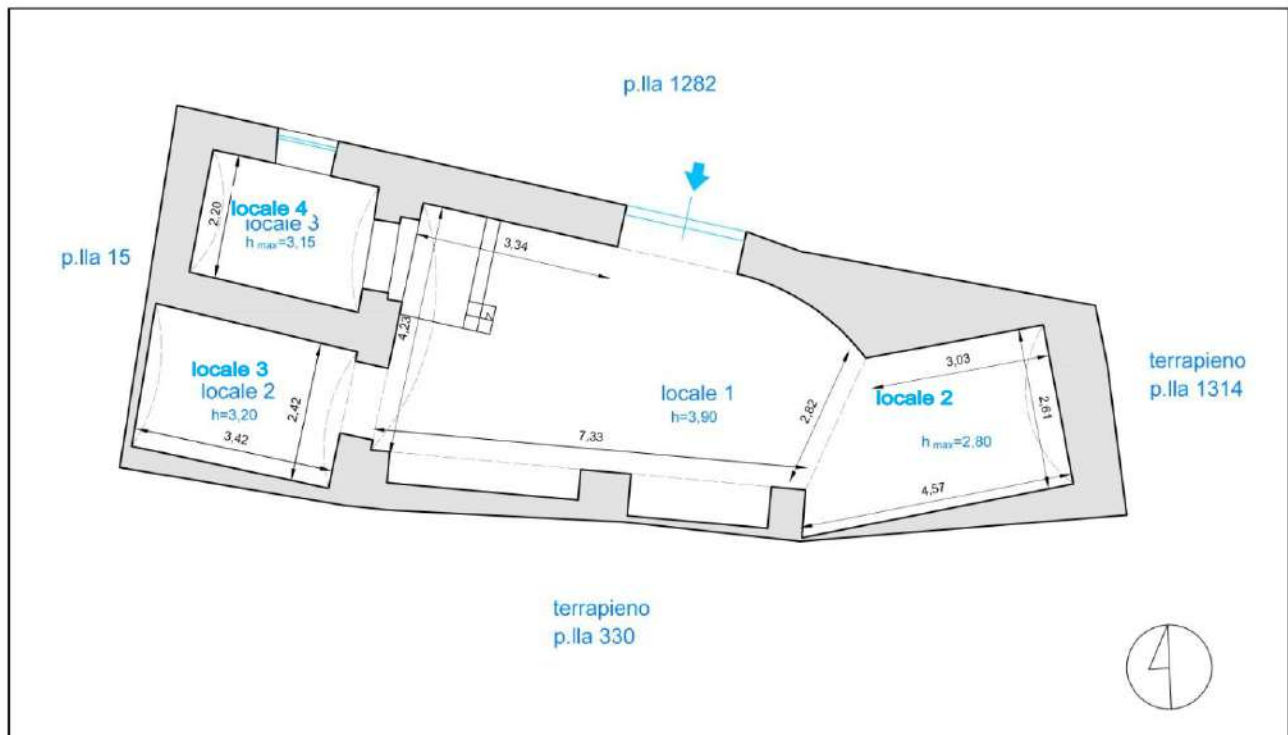 p.lla 1282
locale 4
locale 3
h max=3,15
2,20
p.lla 15
3,34
4,23
locale 3
locale 2
h=3,20
2,42
3,42
locale 1
h=3,90
7,33
2,82
3,03
locale 2
2,61
h max=2,80
4,57
terrapieno
p.lla 1314
terrapieno
p.lla 330